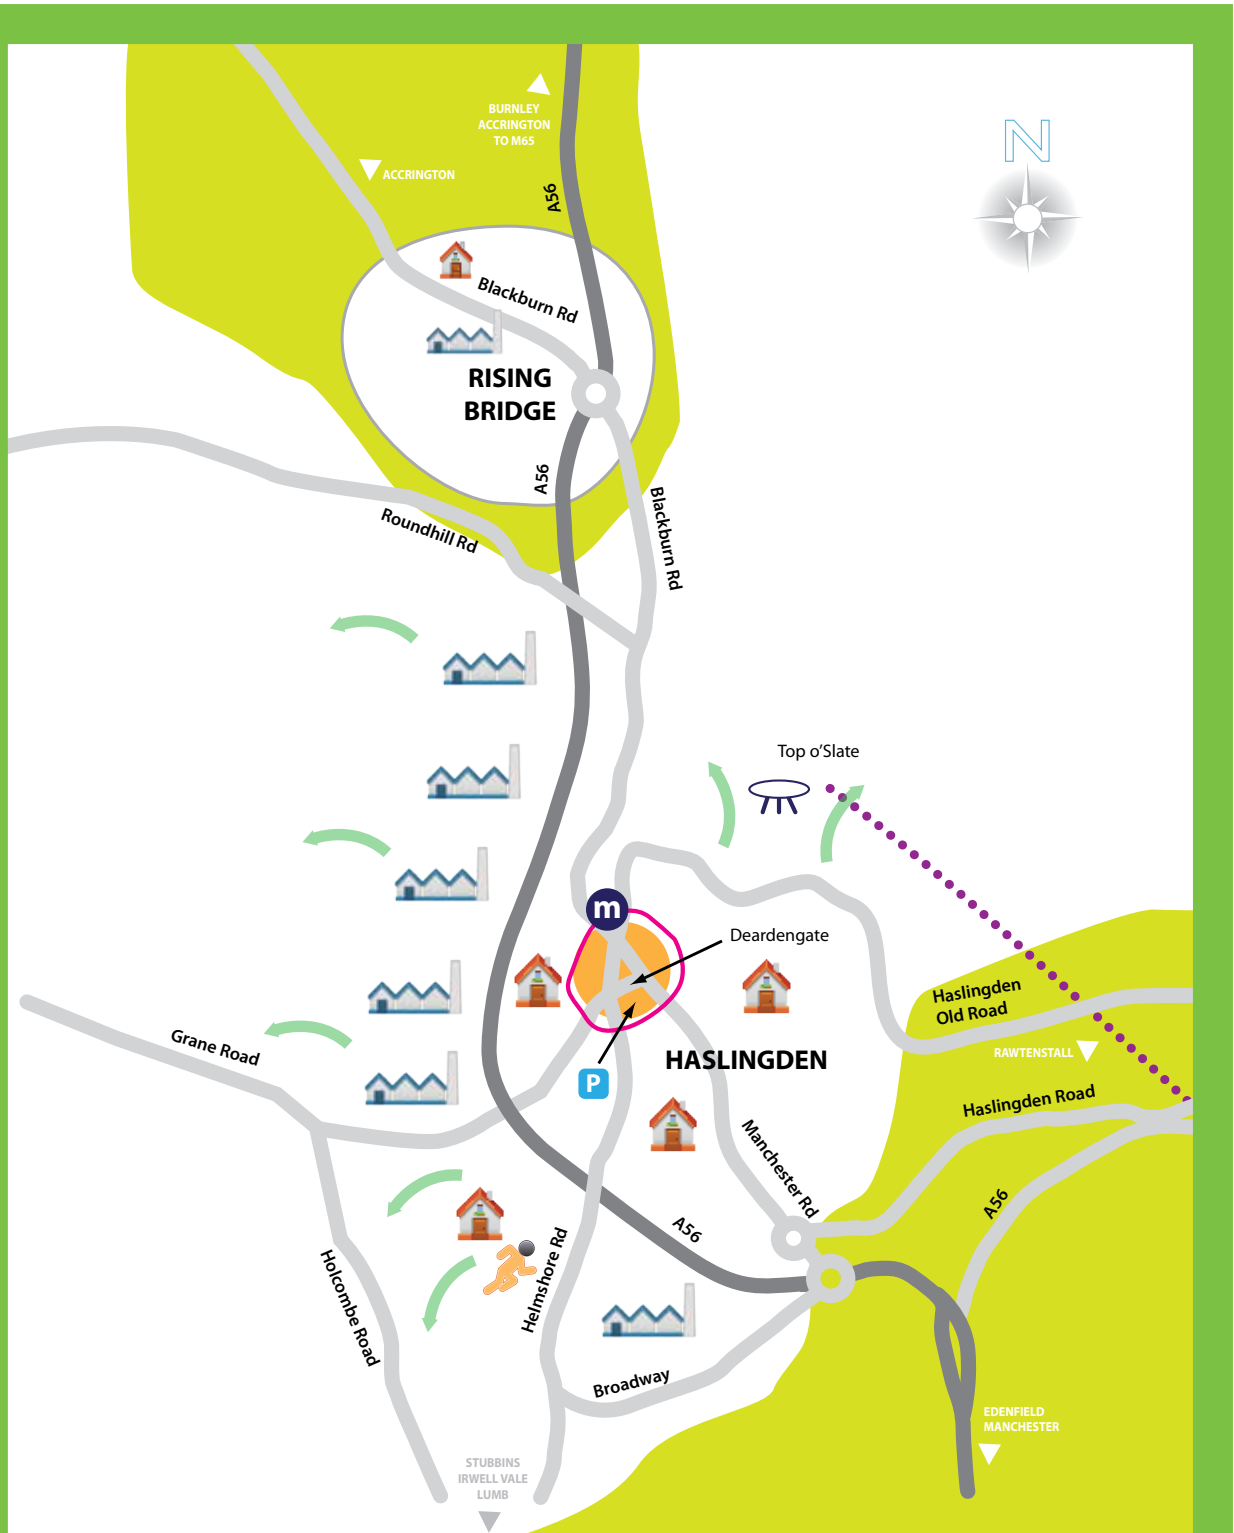 N
BURNLEY
ACCRINGTON
TO M65
ACCRINGTON
A56
Blackburn Rd
RISING
BRIDGE
A56
Blackburn Rd
Roundhill Rd
Top o'Slate
m
Deardengate
Haslingden
Old Road
Grane Road
RAWTENSTALL
HASLINGDEN
P
Haslingden Road
Manchester Rd
A56
A56
Helmshore Rd
Holcombe Road
Broadway
EDENFIELD
MANCHESTER
STUBBINS
IRWELL VALE
LUMB